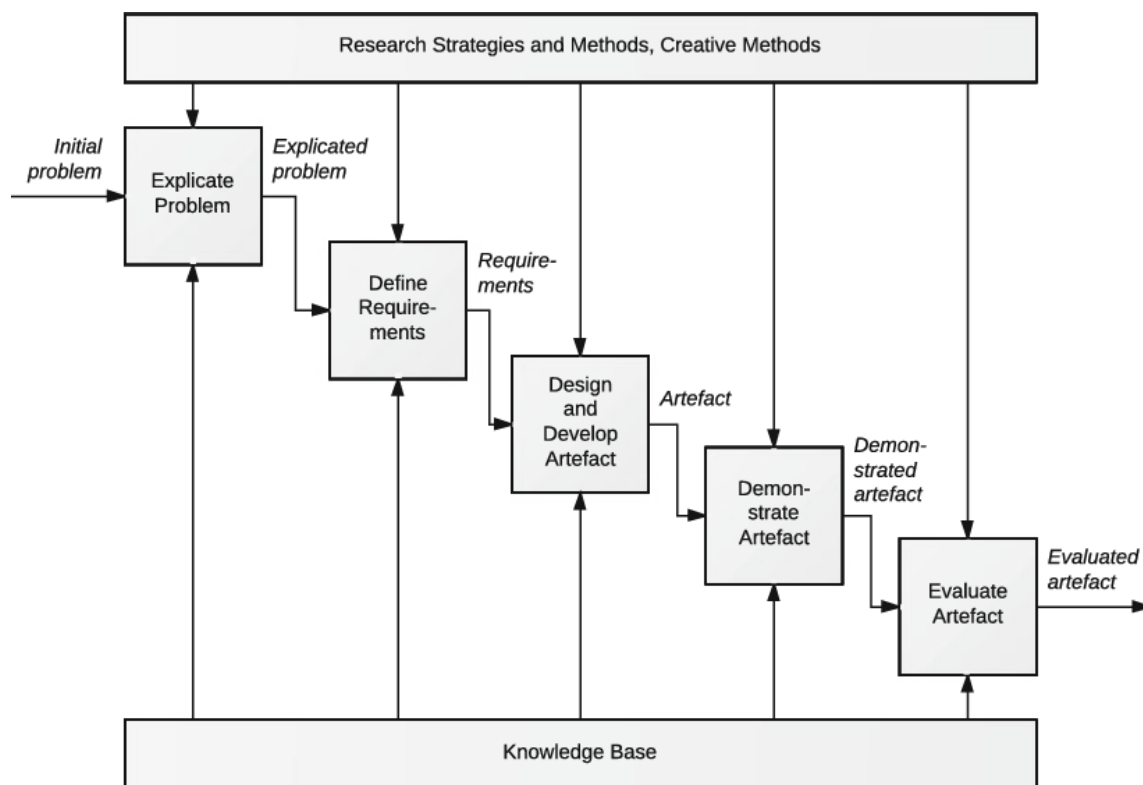 Research Strategies and Methods, Creative Methods
Initial
problem
Explicate
Problem
Explicated
problem
Define
Require-
ments
Require-
ments
Design
and
Develop
Artefact
Artefact
Demon-
strate
Artefact
Demon-
strated
artefact
Evaluate
Artefact
Evaluated
artefact
Knowledge Base